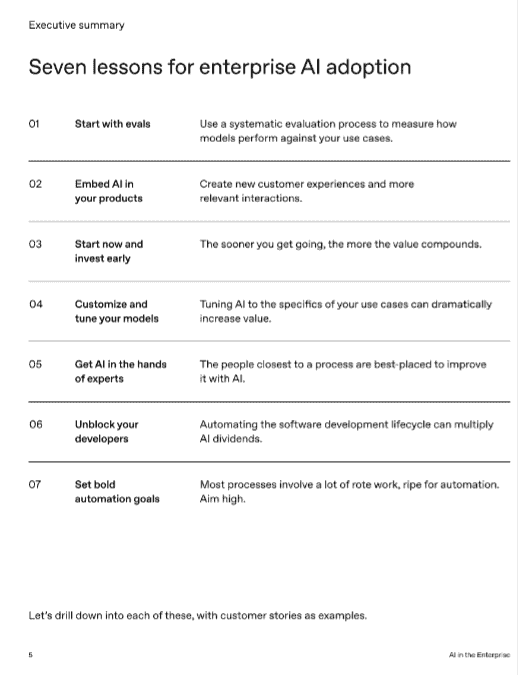 Executive summary
Seven lessons for enterprise AI adoption
01
Start with evals
Use a systematic evaluation process to measure how
models perform against your use cases.
02
Embed AI in
your products
Create new customer experiences and more
relevant interactions.
03
Start now and
invest early
The sooner you get going, the more the value compounds.
04
Customize and
tune your models
Tuning AI to the specifics of your use cases can dramatically
increase value.
05
Get AI in the hands
of experts
The people closest to a process are best-placed to improve
it with AI.
06
Unblock your
developers
Automating the software development lifecycle can multiply
AI dividends.
07
Set bold
automation goals
Most processes involve a lot of rote work, ripe for automation.
Aim high.
Let's drill down into each of these, with customer stories as examples.
5
AI in the Enterprise